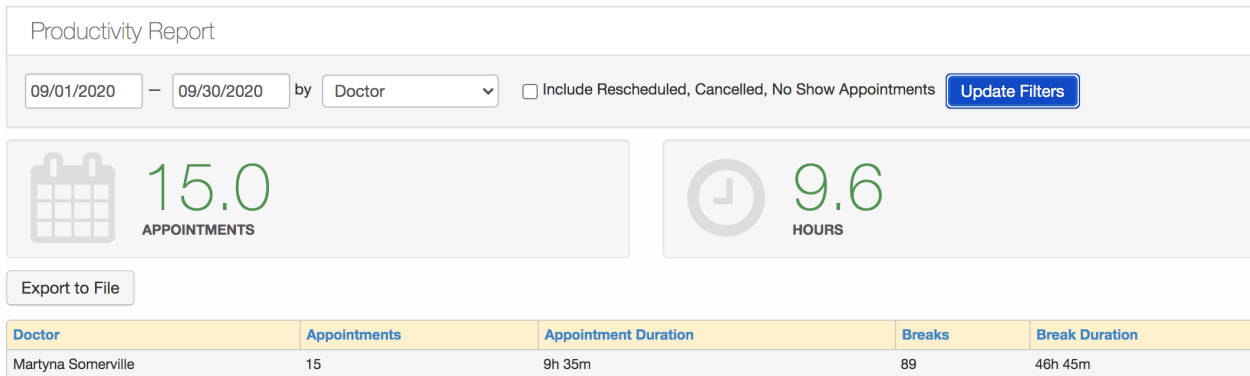 Productivity Report
09/01/2020 – 09/30/2020 by Doctor Include Rescheduled, Cancelled, No Show Appointments Update Filters
15.0 9.6
APPOINTMENTS HOURS
Export to File
Doctor Appointments Appointment Duration Breaks Break Duration
Martyna Somerville 15 9h 35m 89 46h 45m